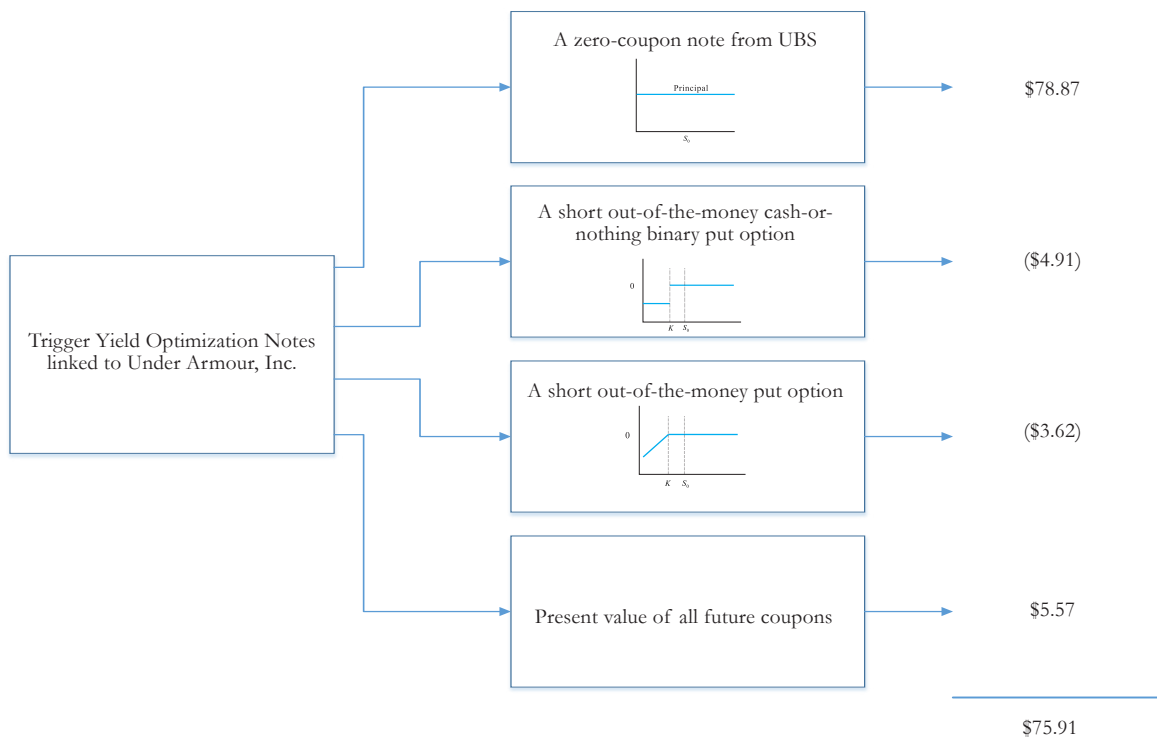 A zero-coupon note from UBS
Principal
S₀
$78.87
A short out-of-the-money cash-or-
nothing binary put option
0
K
S₀
($4.91)
Trigger Yield Optimization Notes
linked to Under Armour, Inc.
A short out-of-the-money put option
0
K
S₀
($3.62)
Present value of all future coupons
$5.57
$75.91